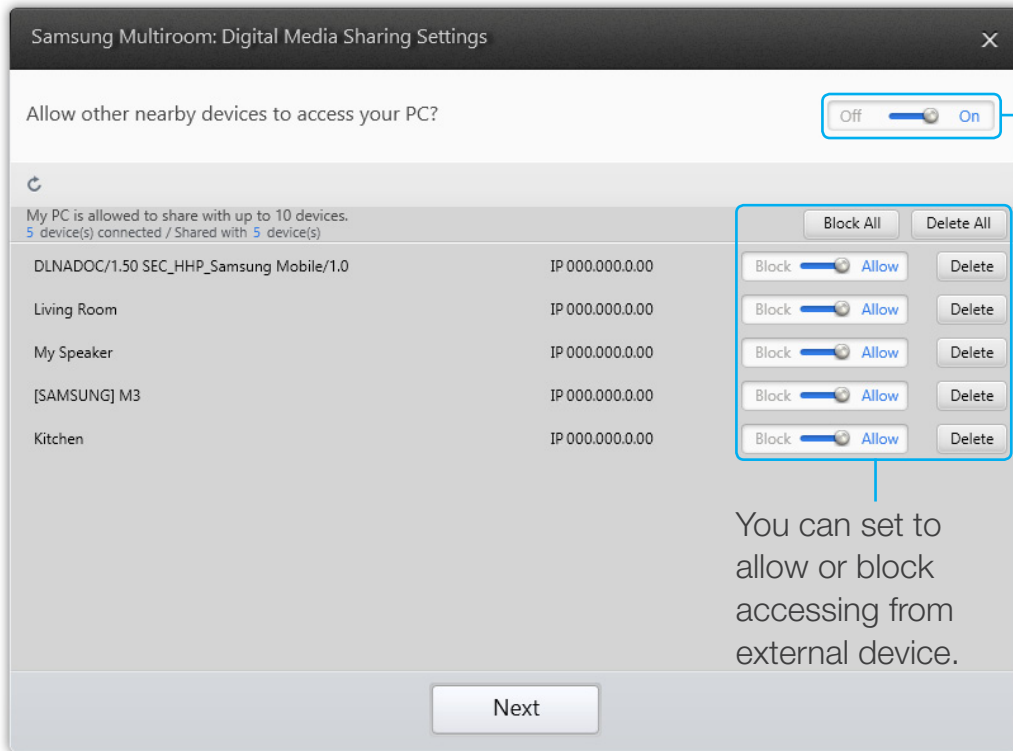 Samsung Multiroom: Digital Media Sharing Settings
Allow other nearby devices to access your PC?
Off On
My PC is allowed to share with up to 10 devices.
5 device(s) connected / Shared with 5 device(s)
Block All Delete All
DLNADOC/1.50 SEC_HHP_Samsung Mobile/1.0 IP 000.000.0.00 Block Allow Delete
Living Room IP 000.000.0.00 Block Allow Delete
My Speaker IP 000.000.0.00 Block Allow Delete
[SAMSUNG] M3 IP 000.000.0.00 Block Allow Delete
Kitchen IP 000.000.0.00 Block Allow Delete
You can set to
allow or block
accessing from
external device.
Next